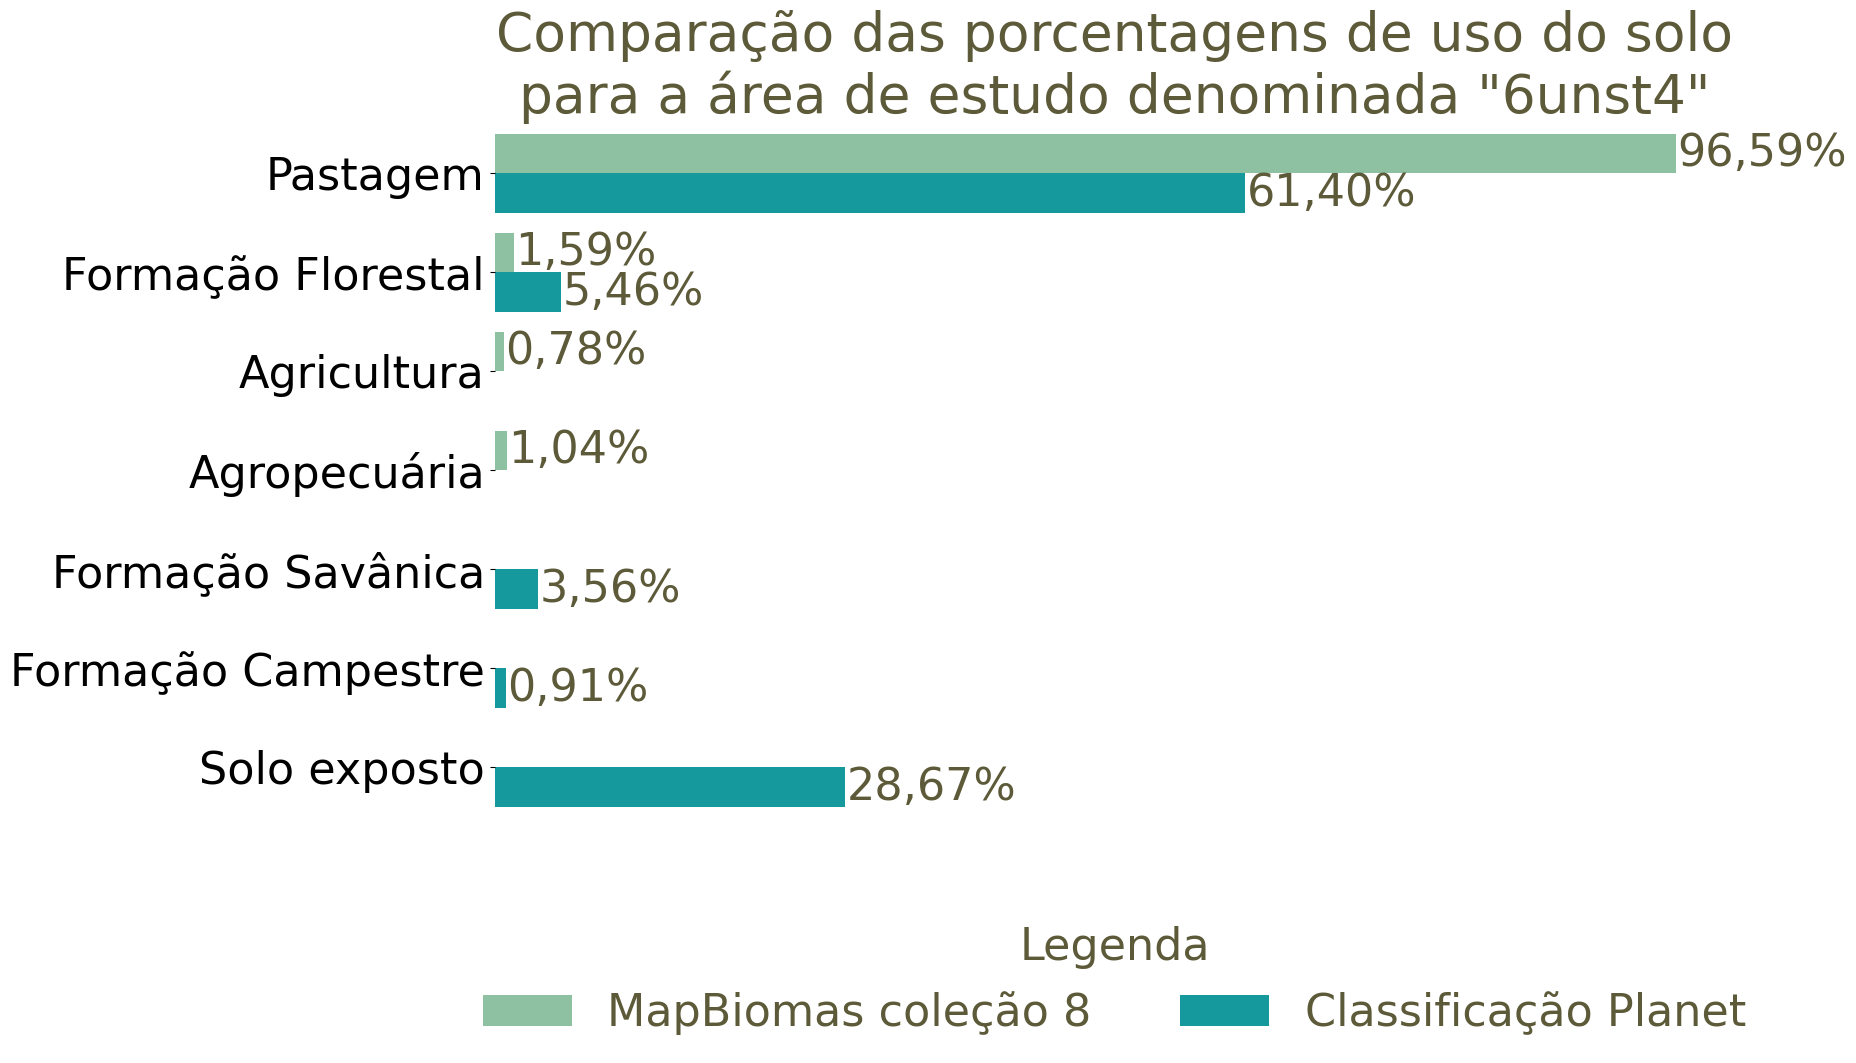 Comparação das porcentagens de uso do solo
para a área de estudo denominada "6unst4"
Pastagem
96,59%
61,40%
Formação Florestal
1,59%
5,46%
Agricultura
0,78%
Agropecuária
1,04%
Formação Savânica
3,56%
Formação Campestre
0,91%
Solo exposto
28,67%
Legenda
MapBiomas coleção 8
Classificação Planet